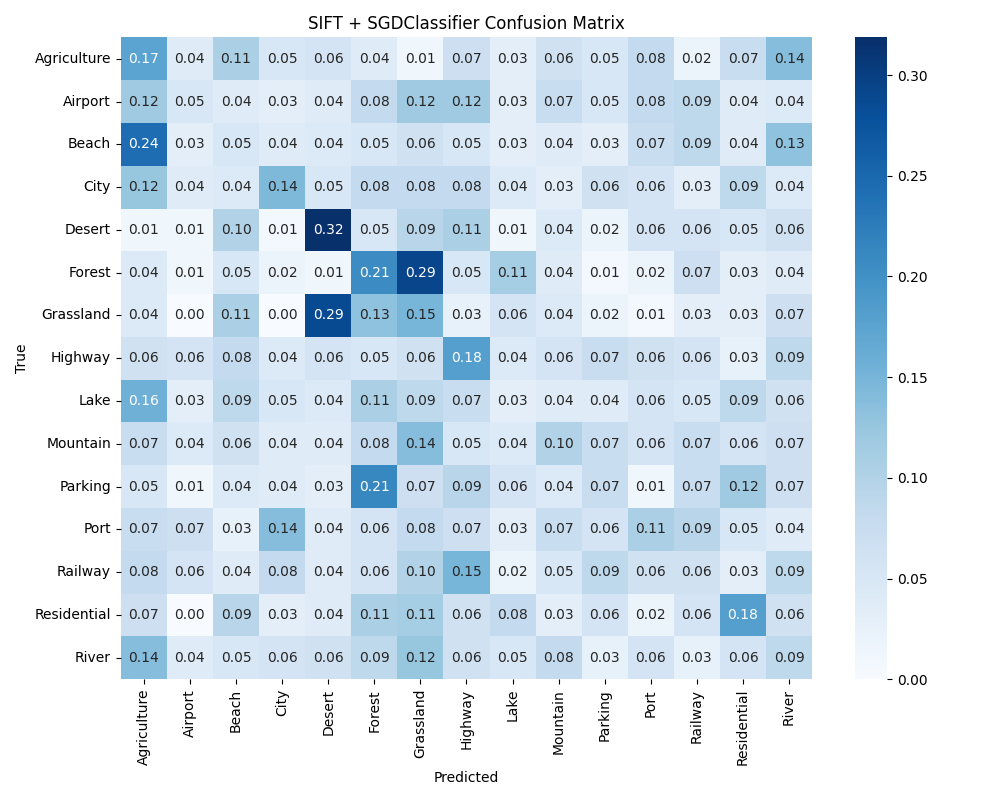 SIFT + SGDClassifier Confusion Matrix
Agriculture 0.17 0.04 0.11 0.05 0.06 0.04 0.01 0.07 0.03 0.06 0.05 0.08 0.02 0.07 0.14
Airport 0.12 0.05 0.04 0.03 0.04 0.08 0.12 0.12 0.03 0.07 0.05 0.08 0.09 0.04 0.04
Beach 0.24 0.03 0.05 0.04 0.04 0.05 0.06 0.05 0.03 0.04 0.03 0.07 0.09 0.04 0.13
City 0.12 0.04 0.04 0.14 0.05 0.08 0.08 0.08 0.04 0.03 0.06 0.06 0.03 0.09 0.04
Desert 0.01 0.01 0.10 0.01 0.32 0.05 0.09 0.11 0.01 0.04 0.02 0.06 0.06 0.05 0.06
Forest 0.04 0.01 0.05 0.02 0.01 0.21 0.29 0.05 0.11 0.04 0.01 0.02 0.07 0.03 0.04
Grassland 0.04 0.00 0.11 0.00 0.29 0.13 0.15 0.03 0.06 0.04 0.02 0.01 0.03 0.03 0.07
Highway 0.06 0.06 0.08 0.04 0.06 0.05 0.06 0.18 0.04 0.06 0.07 0.06 0.06 0.03 0.09
Lake 0.16 0.03 0.09 0.05 0.04 0.11 0.09 0.07 0.03 0.04 0.04 0.06 0.05 0.09 0.06
Mountain 0.07 0.04 0.06 0.04 0.04 0.08 0.14 0.05 0.04 0.10 0.07 0.06 0.07 0.06 0.07
Parking 0.05 0.01 0.04 0.04 0.03 0.21 0.07 0.09 0.06 0.04 0.07 0.01 0.07 0.12 0.07
Port 0.07 0.07 0.03 0.14 0.04 0.06 0.08 0.07 0.03 0.07 0.06 0.11 0.09 0.05 0.04
Railway 0.08 0.06 0.04 0.08 0.04 0.06 0.10 0.15 0.02 0.05 0.09 0.06 0.06 0.03 0.09
Residential 0.07 0.00 0.09 0.03 0.04 0.11 0.11 0.06 0.08 0.03 0.06 0.02 0.06 0.18 0.06
River 0.14 0.04 0.05 0.06 0.06 0.09 0.12 0.06 0.05 0.08 0.03 0.06 0.03 0.06 0.09
True
Agriculture Airport Beach City Desert Forest Grassland Highway Lake Mountain Parking Port Railway Residential River
Predicted
0.30
0.25
0.20
0.15
0.10
0.05
0.00